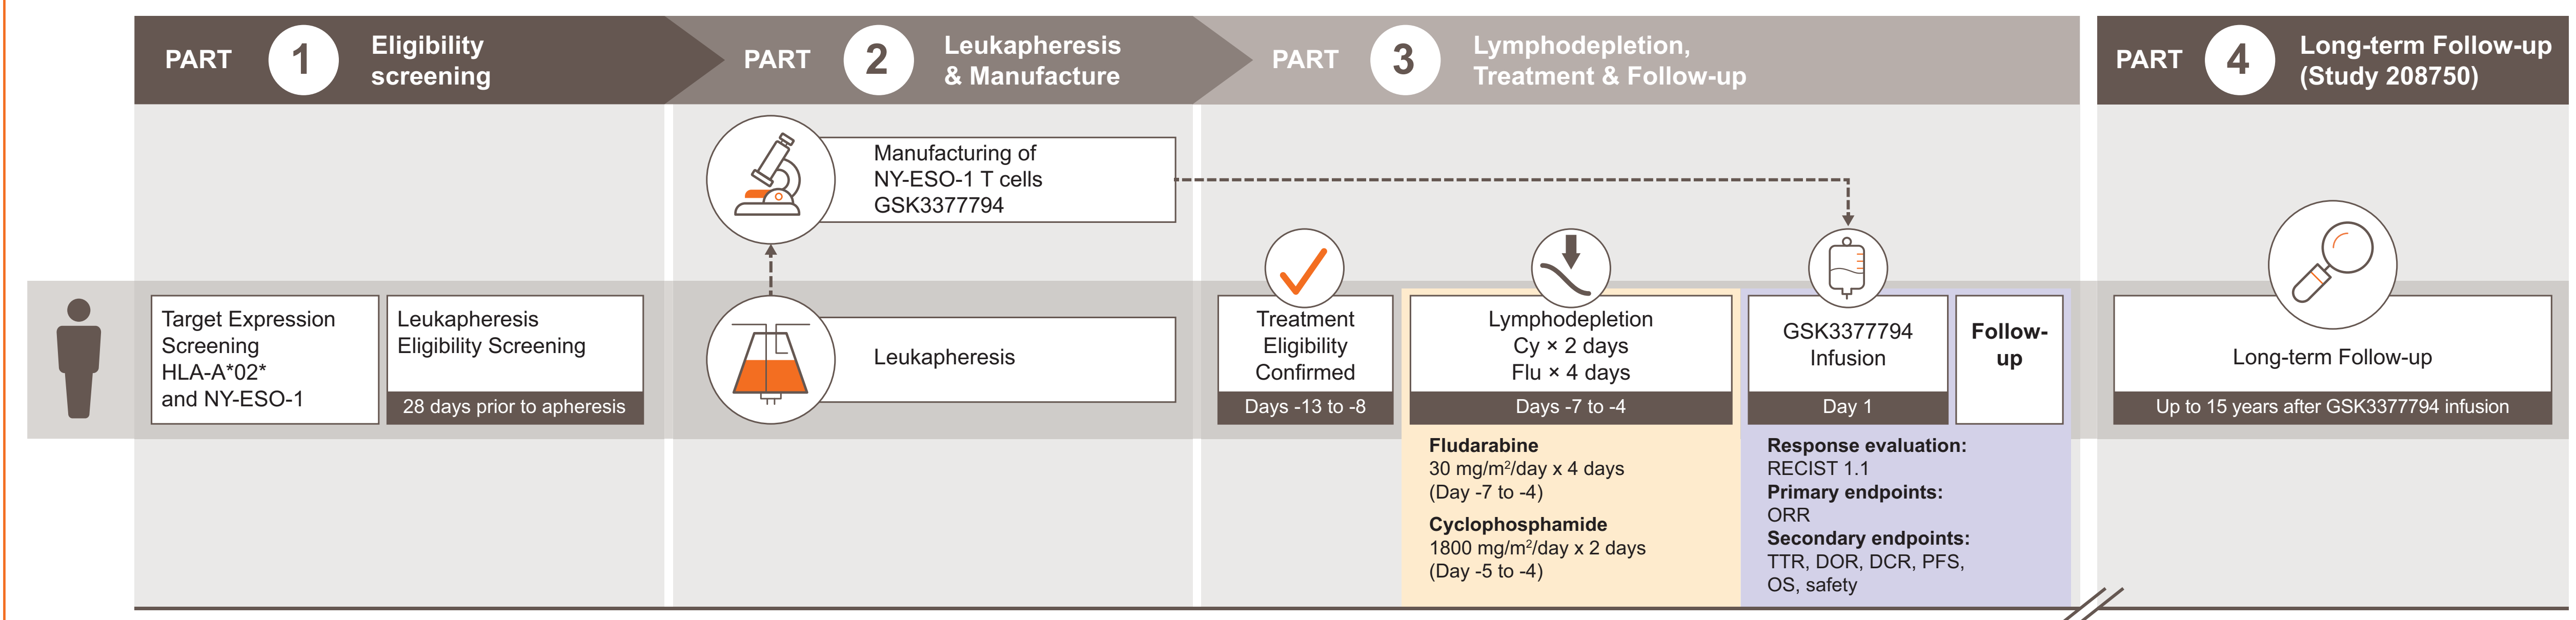 PART 1 Eligibility
screening
PART 2 Leukapheresis
& Manufacture
PART 3 Lymphodepletion,
Treatment & Follow-up
PART 4 Long-term Follow-up
(Study 208750)
Target Expression
Screening
HLA-A*02*
and NY-ESO-1
Leukapheresis
Eligibility Screening
28 days prior to apheresis
Manufacturing of
NY-ESO-1 T cells
GSK3377794
Leukapheresis
Treatment
Eligibility
Confirmed
Days -13 to -8
Lymphodepletion
Cy × 2 days
Flu × 4 days
Days -7 to -4
Fludarabine
30 mg/m²/day x 4 days
(Day -7 to -4)
Cyclophosphamide
1800 mg/m²/day x 2 days
(Day -5 to -4)
GSK3377794
Infusion
Day 1
Follow-
up
Response evaluation:
RECIST 1.1
Primary endpoints:
ORR
Secondary endpoints:
TTR, DOR, DCR, PFS,
OS, safety
Long-term Follow-up
Up to 15 years after GSK3377794 infusion